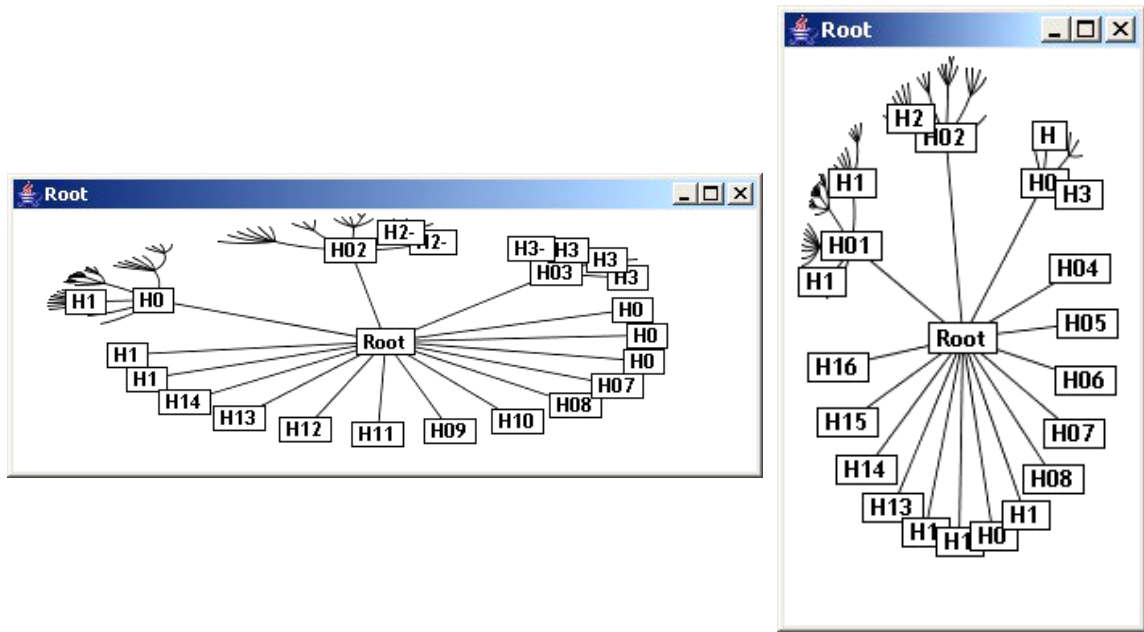 Root
H2-
H2-
H02
H3-
H3
H03
H3
H3
H1
H0
H0
H0
H0
Root
H1
H1
H07
H14
H08
H13
H10
H12
H11
H09
Root
H2
H02
H
H1
H0
H3
H01
H1
H04
H05
Root
H16
H06
H15
H07
H14
H08
H13
H1
H1
H1
H0